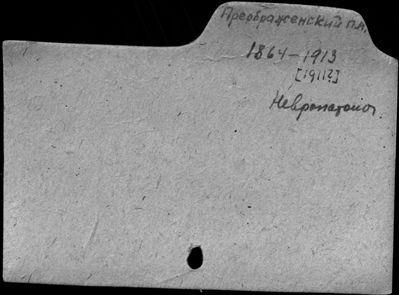 Преображенский П.А.
1864-1913
[1911?]
Невропатолог